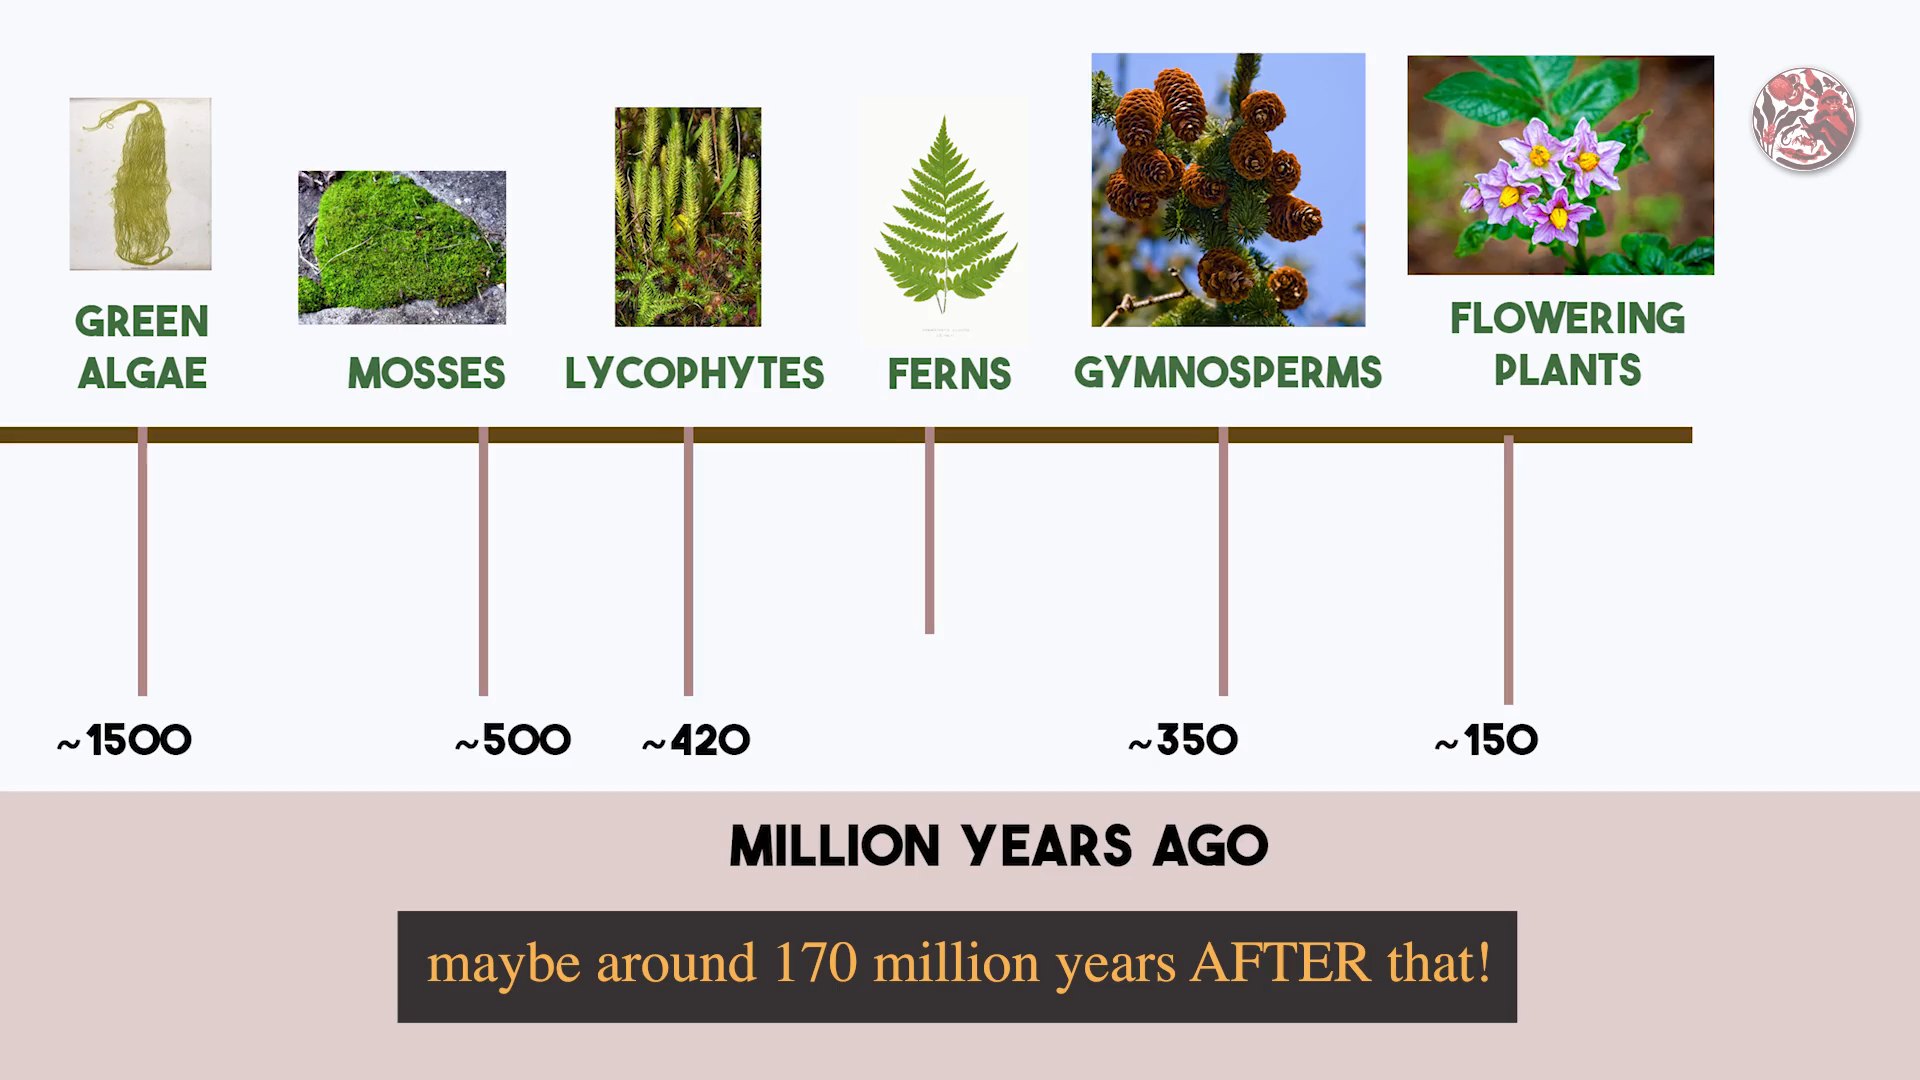 GREEN
ALGAE
MOSSES
LYCOPHYTES
FERNS
GYMNOSPERMS
FLOWERING
PLANTS
~1500
~500
~420
~350
~150
MILLION YEARS AGO
maybe around 170 million years AFTER that!